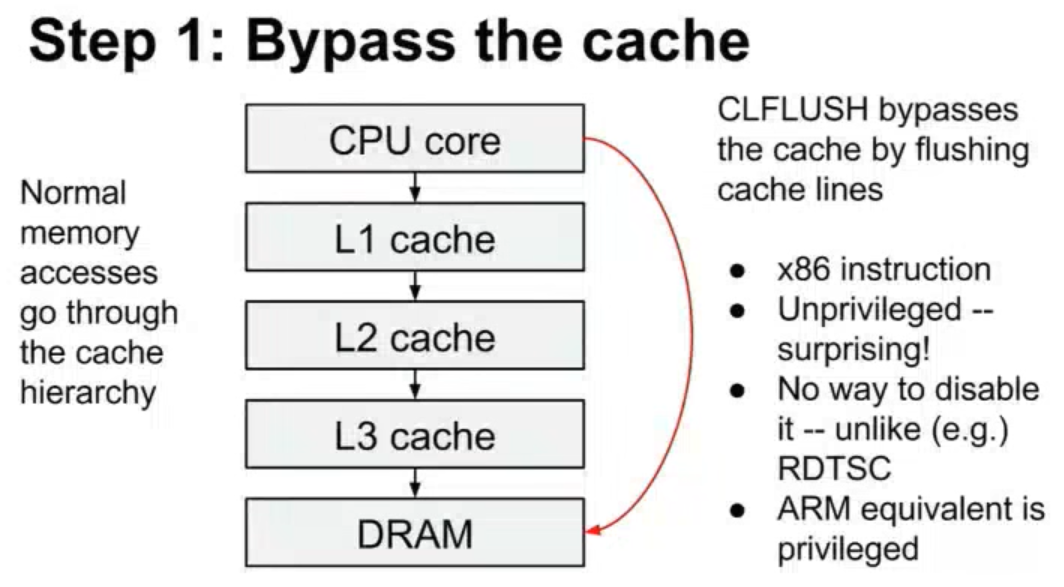 Step 1: Bypass the cache
Normal
memory
accesses
go through
the cache
hierarchy
CPU core
L1 cache
L2 cache
L3 cache
DRAM
CLFLUSH bypasses
the cache by flushing
cache lines
● x86 instruction
● Unprivileged --
surprising!
● No way to disable
it -- unlike (e.g.)
RDTSC
● ARM equivalent is
privileged